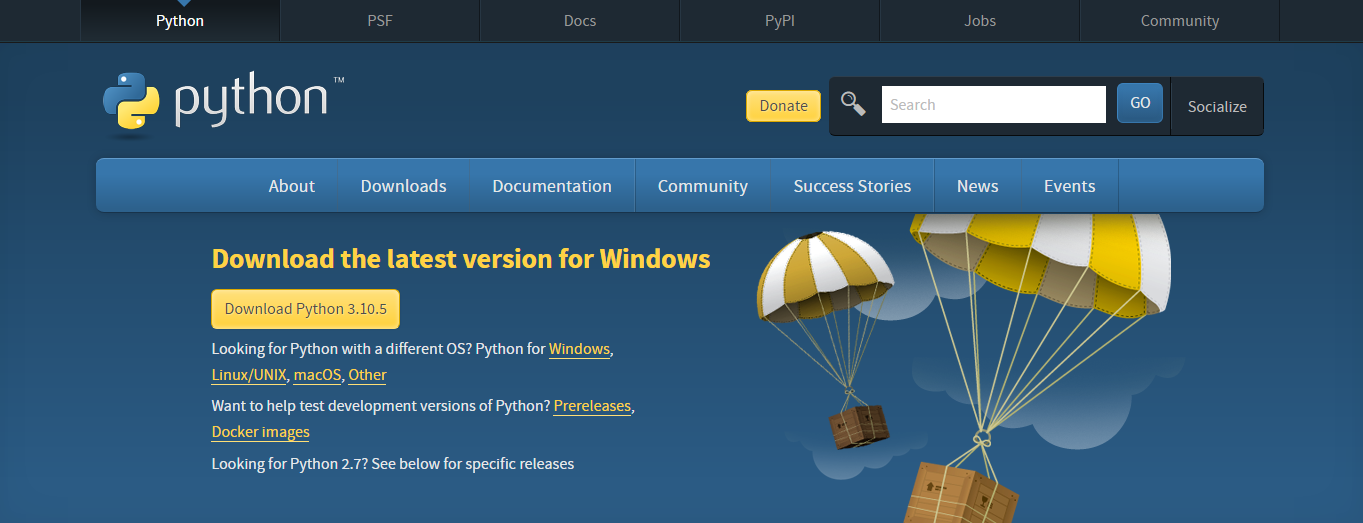 Python PSF Docs PyPI Jobs Community
python™
Donate Search GO Socialize
About Downloads Documentation Community Success Stories News Events
Download the latest version for Windows
Download Python 3.10.5
Looking for Python with a different OS? Python for Windows,
Linux/UNIX, macOS, Other
Want to help test development versions of Python? Prereleases,
Docker images
Looking for Python 2.7? See below for specific releases